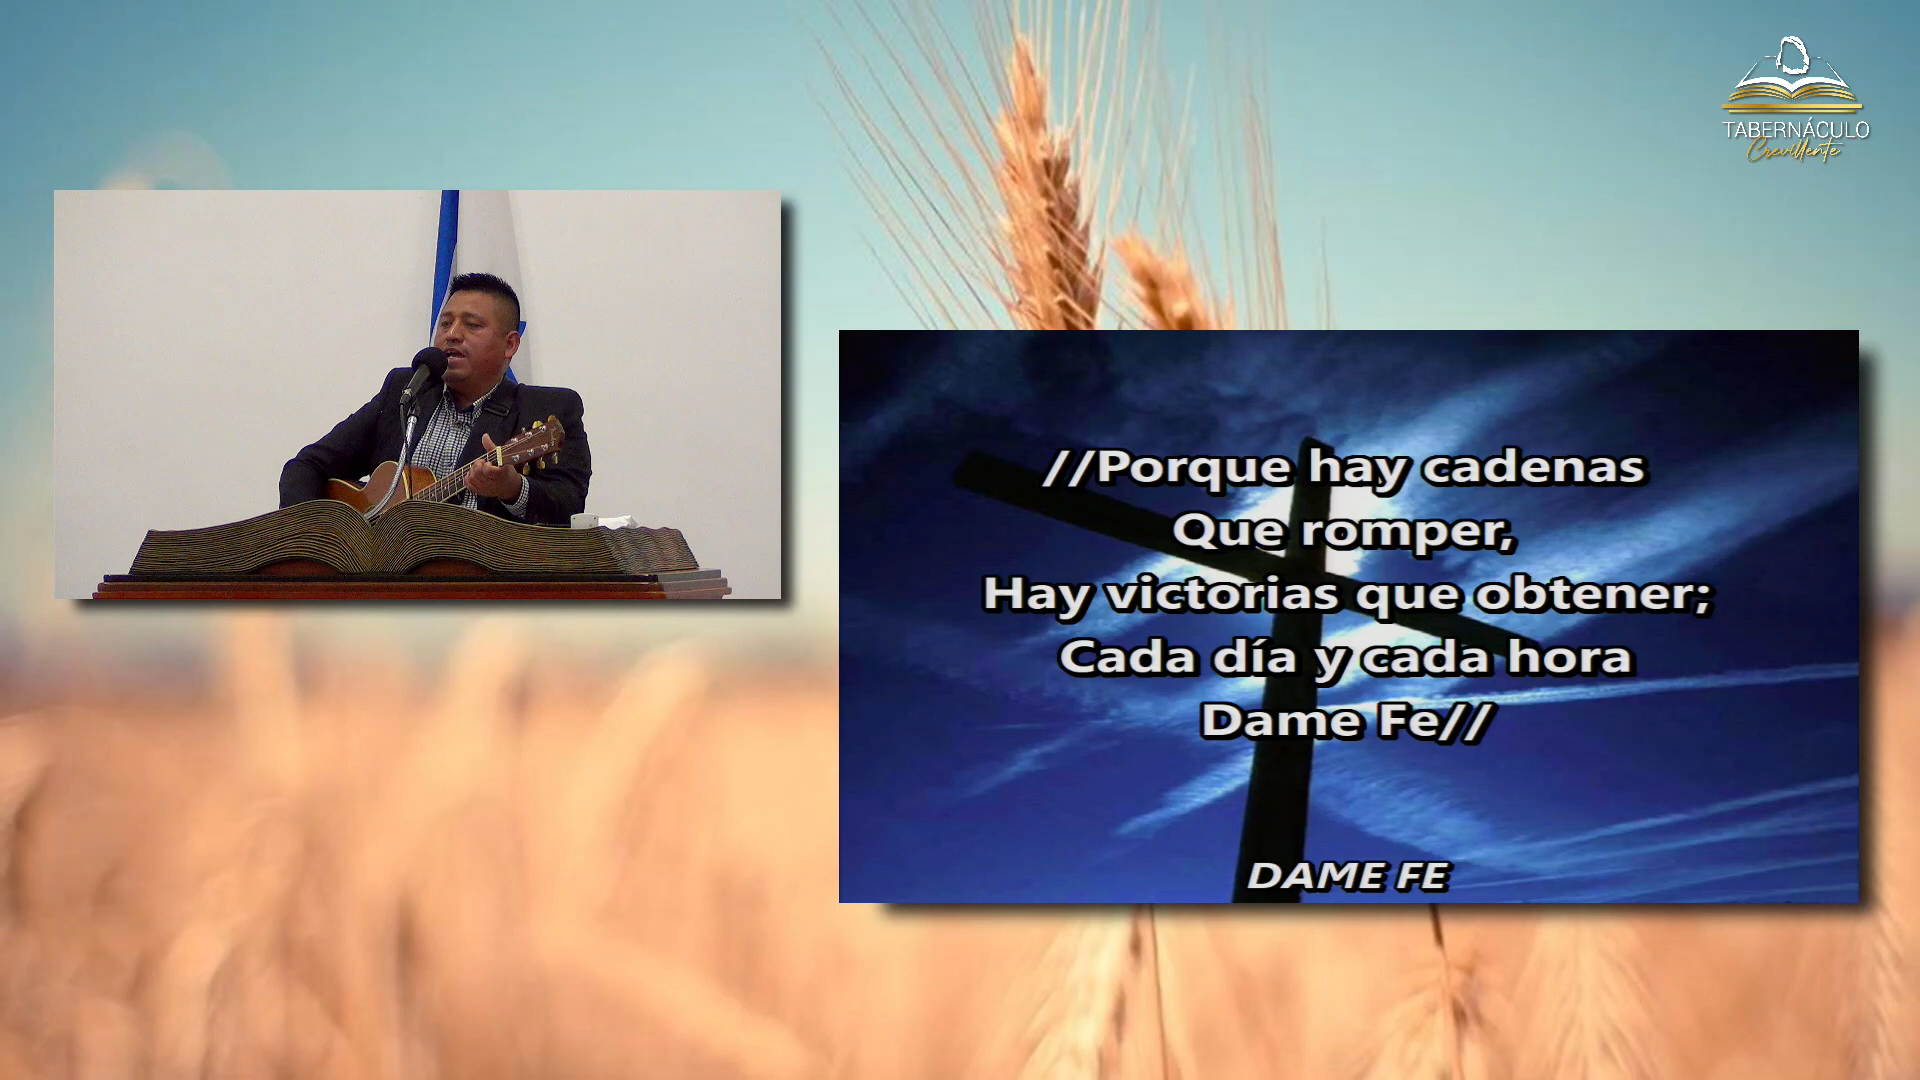 TABERNÁCULO
Crevillente
//Porque hay cadenas
Que romper,
Hay victorias que obtener;
Cada día y cada hora
Dame Fe//
DAME FE